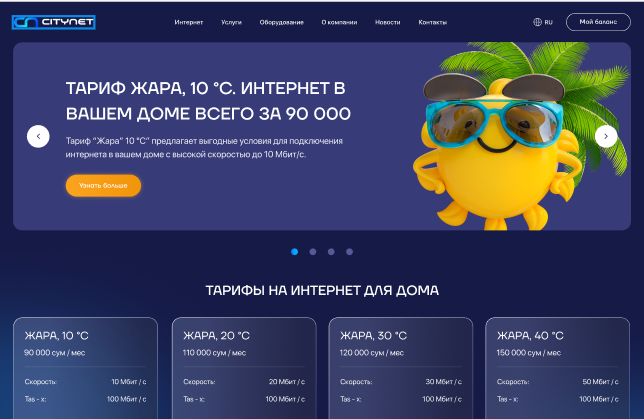 CITYNET
Интернет
Услуги
Оборудование
О компании
Новости
Контакты
RU
Мой баланс
ТАРИФ ЖАРА, 10 °C. ИНТЕРНЕТ В
ВАШЕМ ДОМЕ ВСЕГО ЗА 90 000
Тариф “Жара” 10 °C” предлагает выгодные условия для подключения
интернета в вашем доме с высокой скоростью до 10 Мбит/с.
Узнать больше
ТАРИФЫ НА ИНТЕРНЕТ ДЛЯ ДОМА
ЖАРА, 10 °C
90 000 сум / мес
Скорость: 10 Мбит / с
Tas - x: 100 Мбит / с
ЖАРА, 20 °C
110 000 сум / мес
Скорость: 20 Мбит / с
Tas - x: 100 Мбит / с
ЖАРА, 30 °C
120 000 сум / мес
Скорость: 30 Мбит / с
Tas - x: 100 Мбит / с
ЖАРА, 40 °C
150 000 сум / мес
Скорость: 50 Мбит / с
Tas - x: 100 Мбит / с